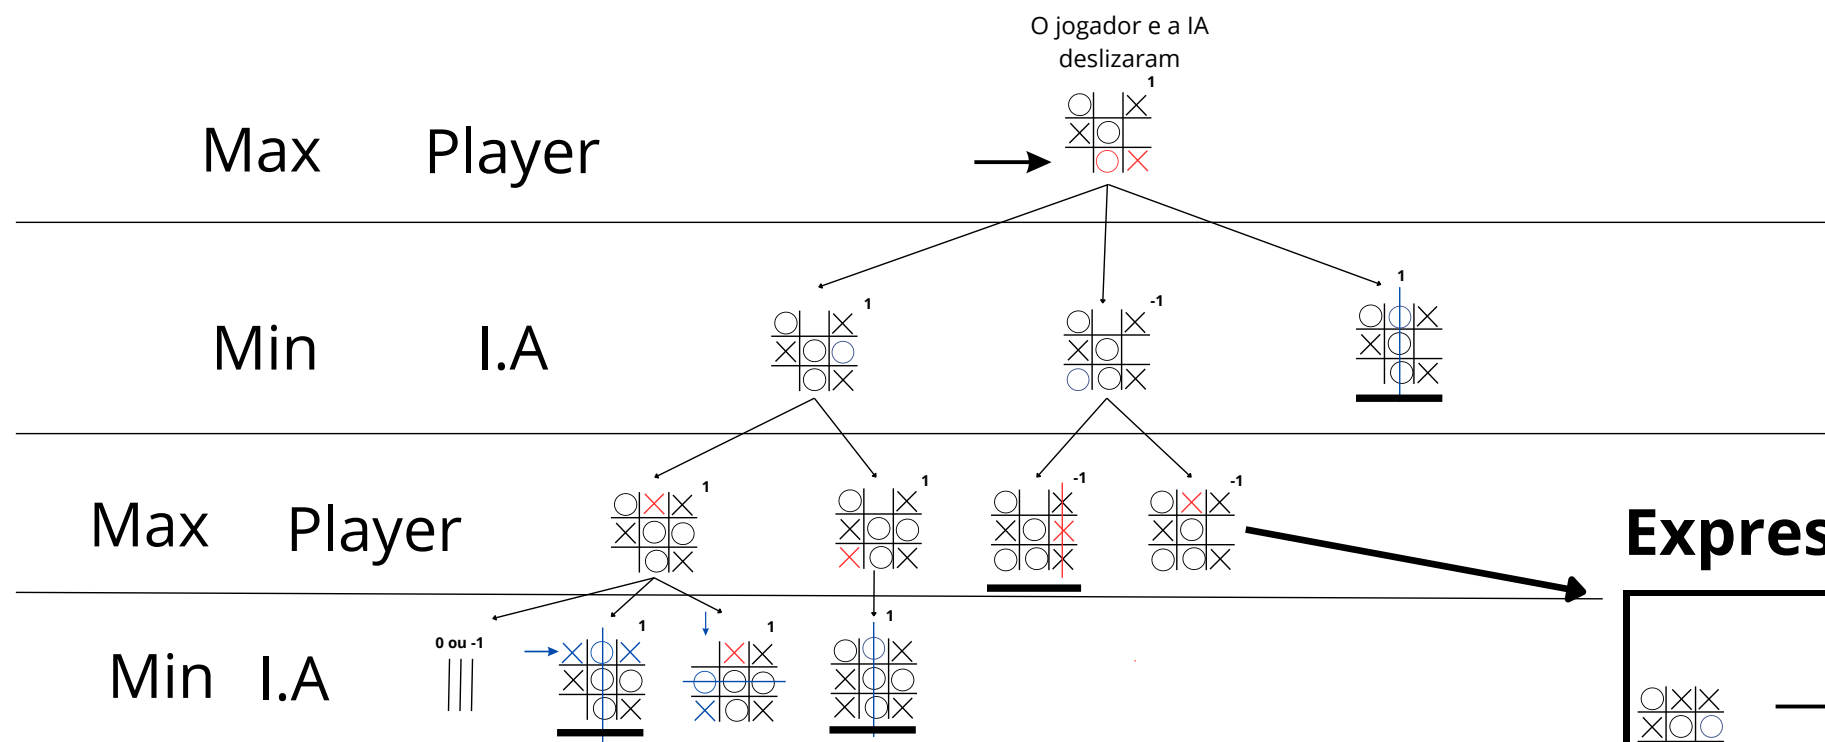 O jogador e a IA
deslizaram
1
Max Player
1
-1
1
Min I.A
1
1
-1
-1
Max Player
Expres
0 ou -1
1
1
1
Min I.A